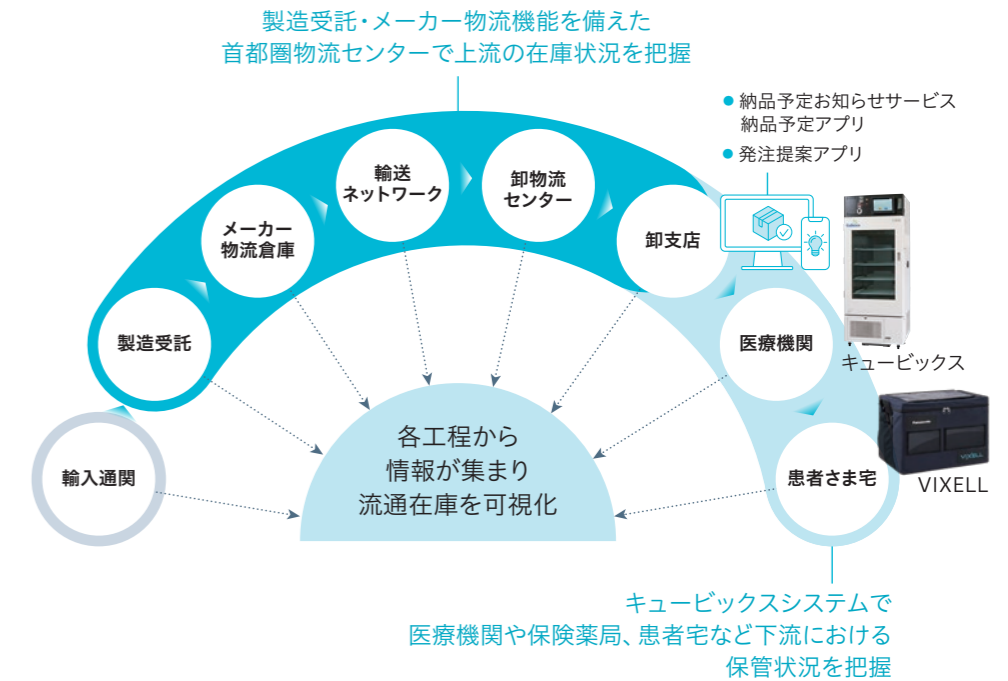 製造受託・メーカー物流機能を備えた
首都圏物流センターで上流の在庫状況を把握
● 納品予定お知らせサービス
納品予定アプリ
● 発注提案アプリ
輸送
ネットワーク
卸物流
センター
メーカー
物流倉庫
卸支店
製造受託
医療機関
キュービックス
輸入通関
各工程から
情報が集まり
流通在庫を可視化
患者さま宅
VIXELL
VIXELL
キュービックスシステムで
医療機関や保険薬局、患者宅など下流における
保管状況を把握